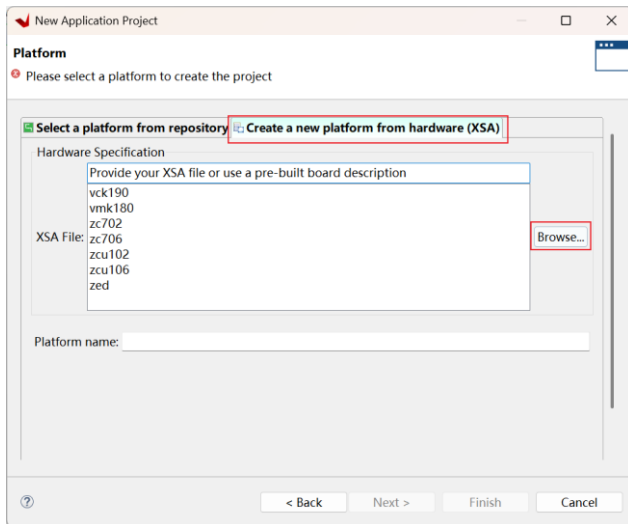 New Application Project
Platform
Please select a platform to create the project
Select a platform from repository Create a new platform from hardware (XSA)
Hardware Specification
Provide your XSA file or use a pre-built board description
vck190
vmk180
zc702
XSA File: zc706 Browse...
zcu102
zcu106
zed
Platform name:
? < Back Next > Finish Cancel